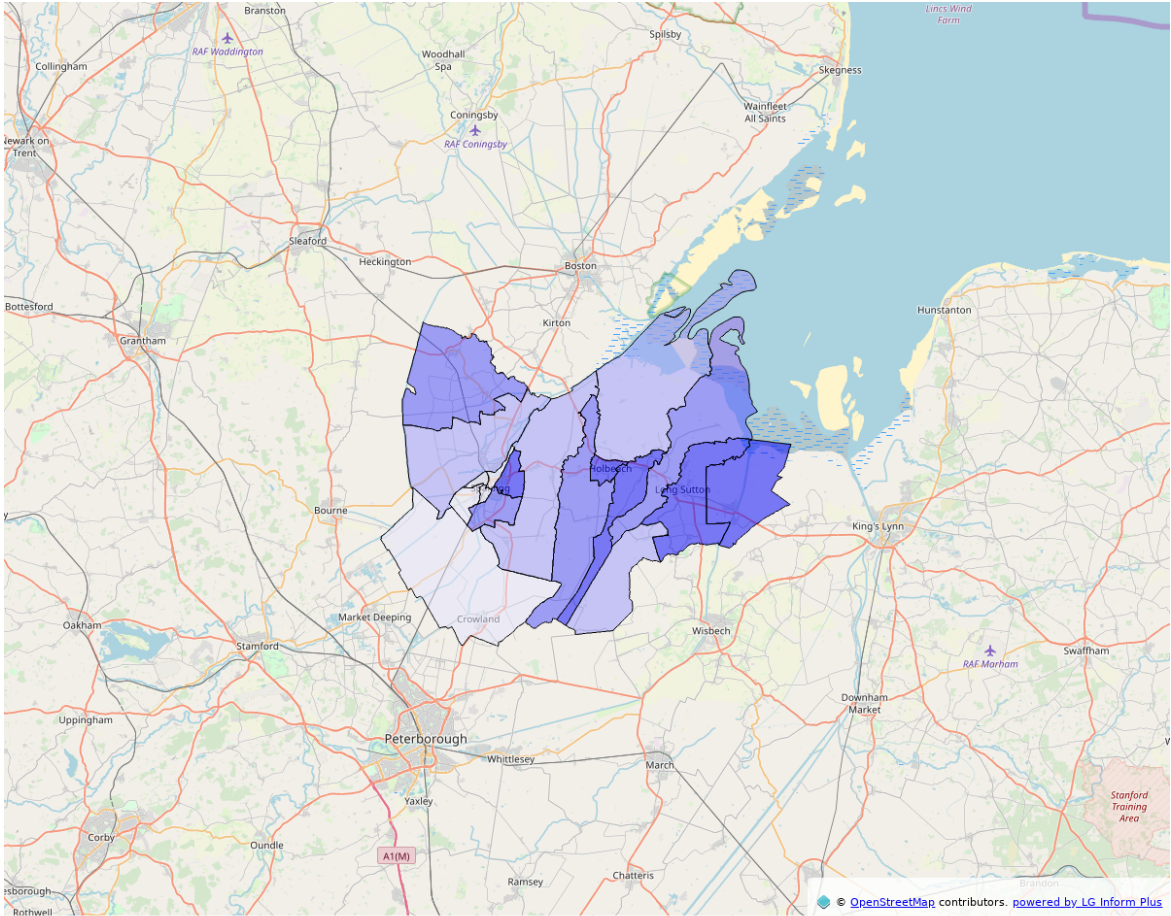 Branston
Lincs Wind
Farm
Spilsby
RAF Waddington
Woodhall
Spa
Collingham
Skegness
Wainfleet
All Saints
Coningsby
RAF Coningsby
Newark on
Trent
Sleaford
Heckington
Boston
Bottesford
Hunstanton
Kirton
Grantham
Holbeach
Long Sutton
Bourne
King's Lynn
Market Deeping
Crowland
Oakham
Wisbech
Stamford
Swaffham
RAF Marham
Downham
Market
Uppingham
Peterborough
Whittlesey
March
Yaxley
Stanford
Training
Area
Corby
Oundle
A1(M)
Chatteris
Ramsey
Brandon
esborough
© OpenStreetMap contributors. powered by LG Inform Plus
Rothwell